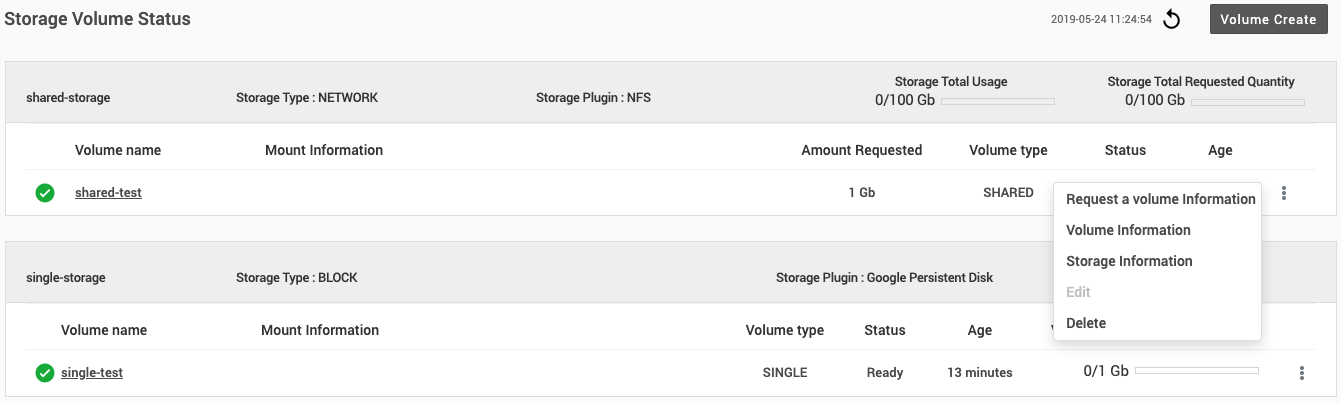 Storage Volume Status
2019-05-24 11:24:54
Volume Create
shared-storage
Storage Type : NETWORK
Storage Plugin : NFS
Storage Total Usage
0/100 Gb
Storage Total Requested Quantity
0/100 Gb
Volume name Mount Information Amount Requested Volume type Status Age
shared-test 1 Gb SHARED
Request a volume Information
Volume Information
Storage Information
Edit
Delete
single-storage
Storage Type : BLOCK
Storage Plugin : Google Persistent Disk
Volume name Mount Information Volume type Status Age
single-test SINGLE Ready 13 minutes 0/1 Gb